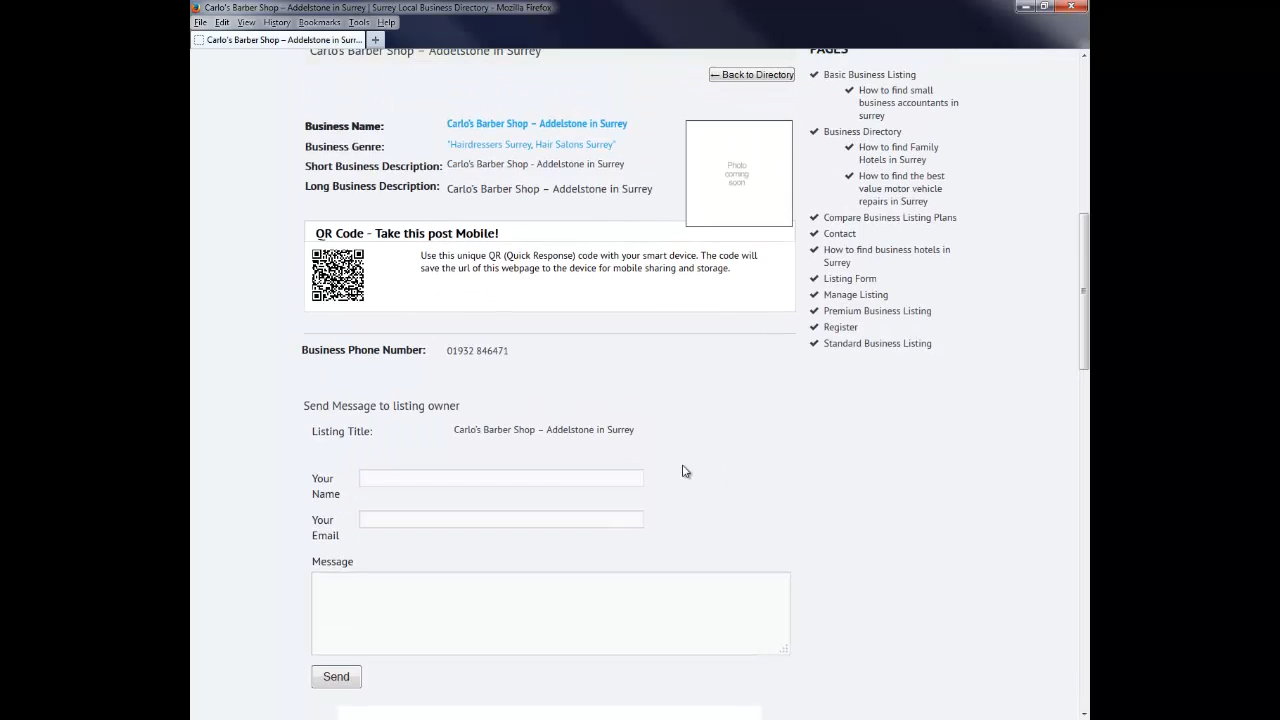 Carlo's Barber Shop – Addelstone in Surrey | Surrey Local Business Directory - Mozilla Firefox
File Edit View History Bookmarks Tools Help
Carlo's Barber Shop – Addelstone in Surr...
Carlo's Barber Shop – Addelstone in Surrey
← Back to Directory
Business Name: Carlo's Barber Shop – Addelstone in Surrey
Business Genre: "Hairdressers Surrey, Hair Salons Surrey"
Short Business Description: Carlo's Barber Shop - Addelstone in Surrey
Long Business Description: Carlo's Barber Shop – Addelstone in Surrey
Photo
coming
soon
QR Code - Take this post Mobile!
Use this unique QR (Quick Response) code with your smart device. The code will
save the url of this webpage to the device for mobile sharing and storage.
Business Phone Number: 01932 846471
Send Message to listing owner
Listing Title: Carlo's Barber Shop – Addelstone in Surrey
Your
Name
Your
Email
Message
Send
PAGES
Basic Business Listing
How to find small
business accountants in
surrey
Business Directory
How to find Family
Hotels in Surrey
How to find the best
value motor vehicle
repairs in Surrey
Compare Business Listing Plans
Contact
How to find business hotels in
Surrey
Listing Form
Manage Listing
Premium Business Listing
Register
Standard Business Listing